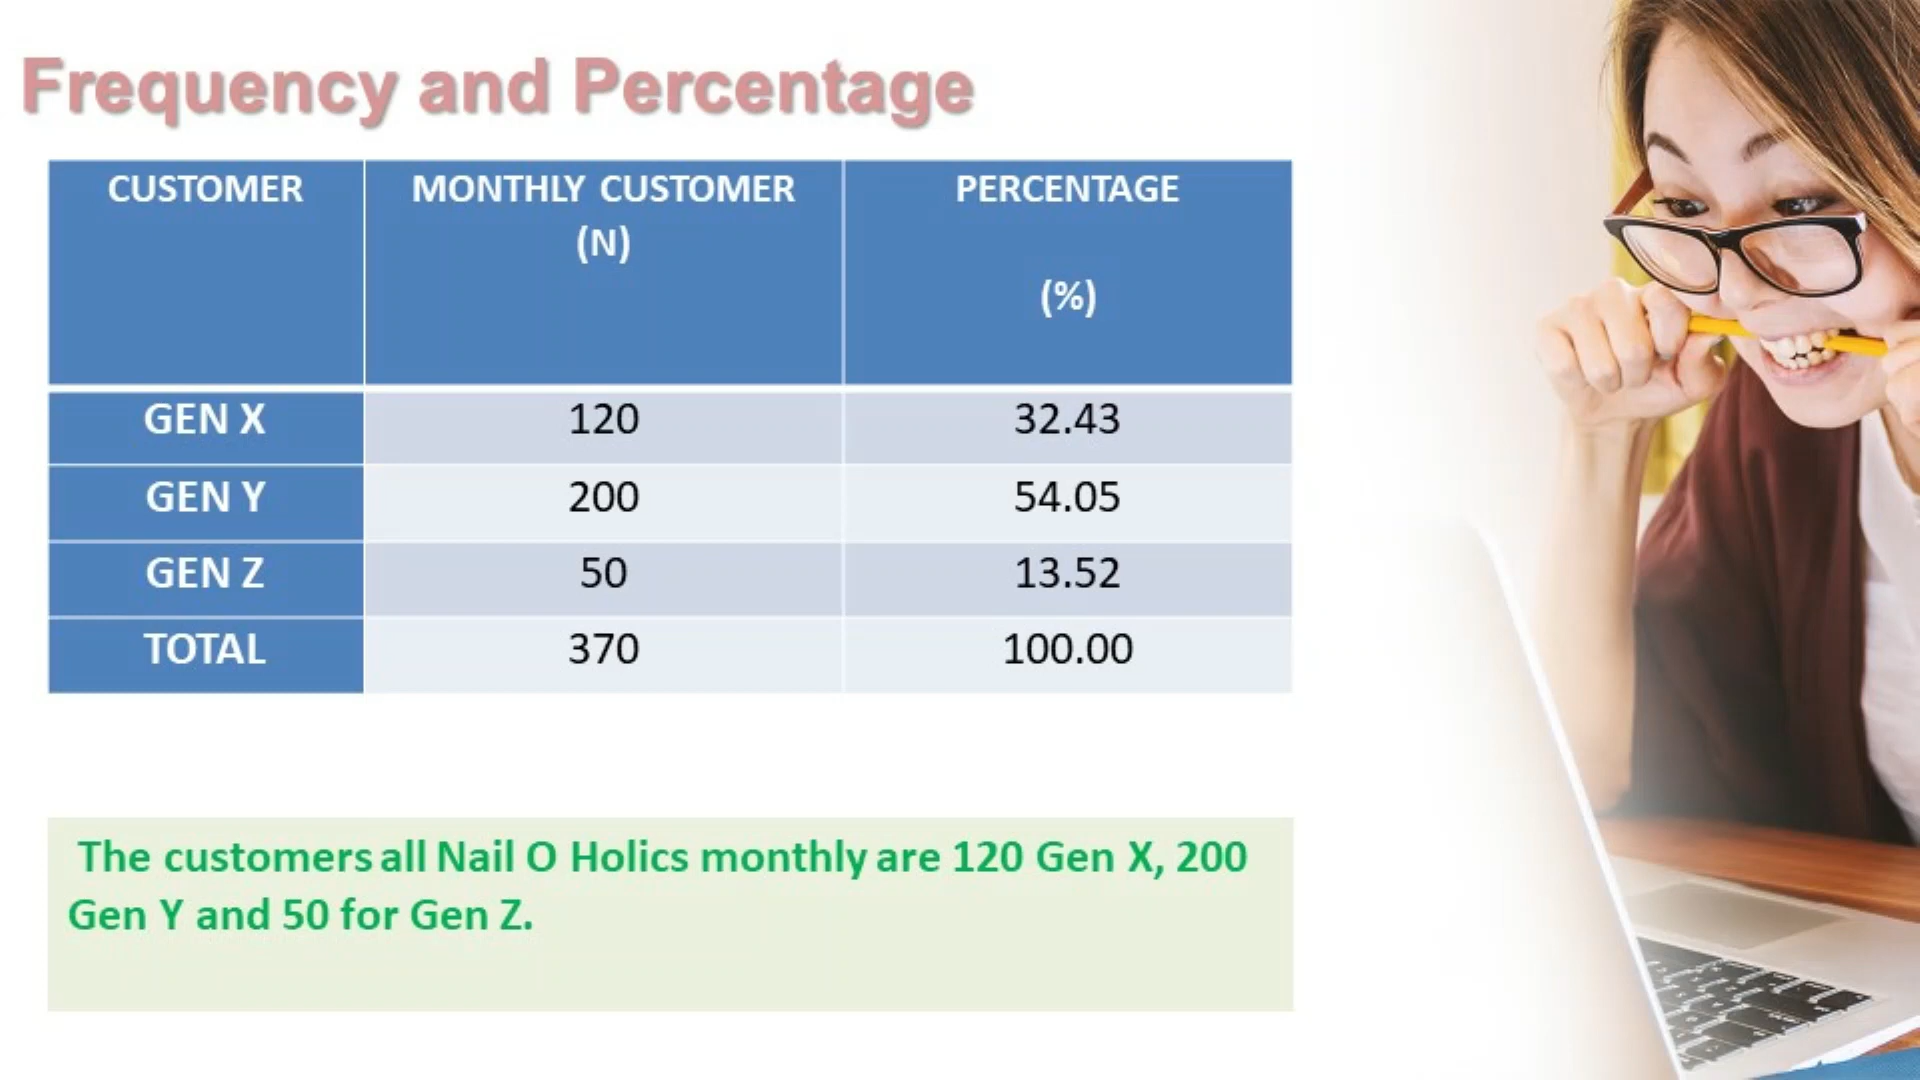 Frequency and Percentage
CUSTOMER MONTHLY CUSTOMER PERCENTAGE
(N)
(%)
GEN X 120 32.43
GEN Y 200 54.05
GEN Z 50 13.52
TOTAL 370 100.00
The customers all Nail O Holics monthly are 120 Gen X, 200
Gen Y and 50 for Gen Z.